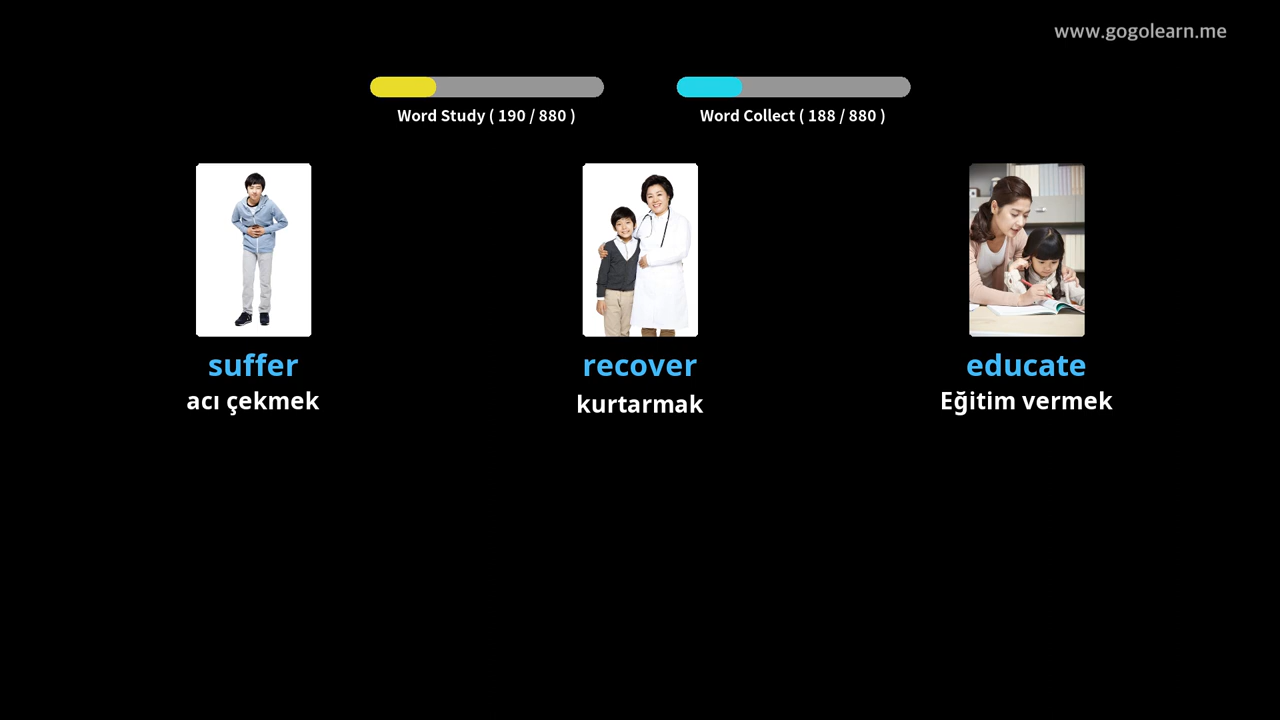 www.gogolearn.me
Word Study ( 190 / 880 )
Word Collect ( 188 / 880 )
suffer
acı çekmek
recover
kurtarmak
educate
Eğitim vermek